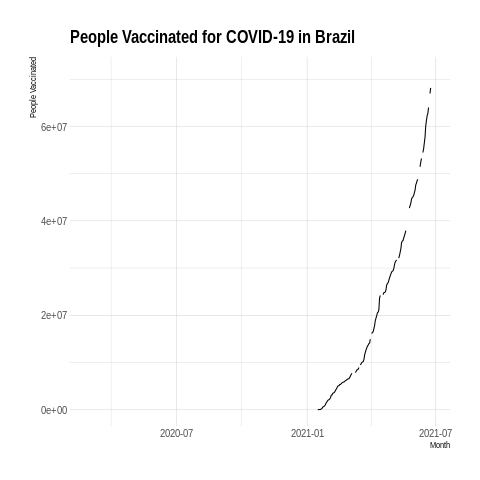 People Vaccinated for COVID-19 in Brazil
People Vaccinated
6e+07
4e+07
2e+07
0e+00
2020-07
2021-01
2021-07
Month